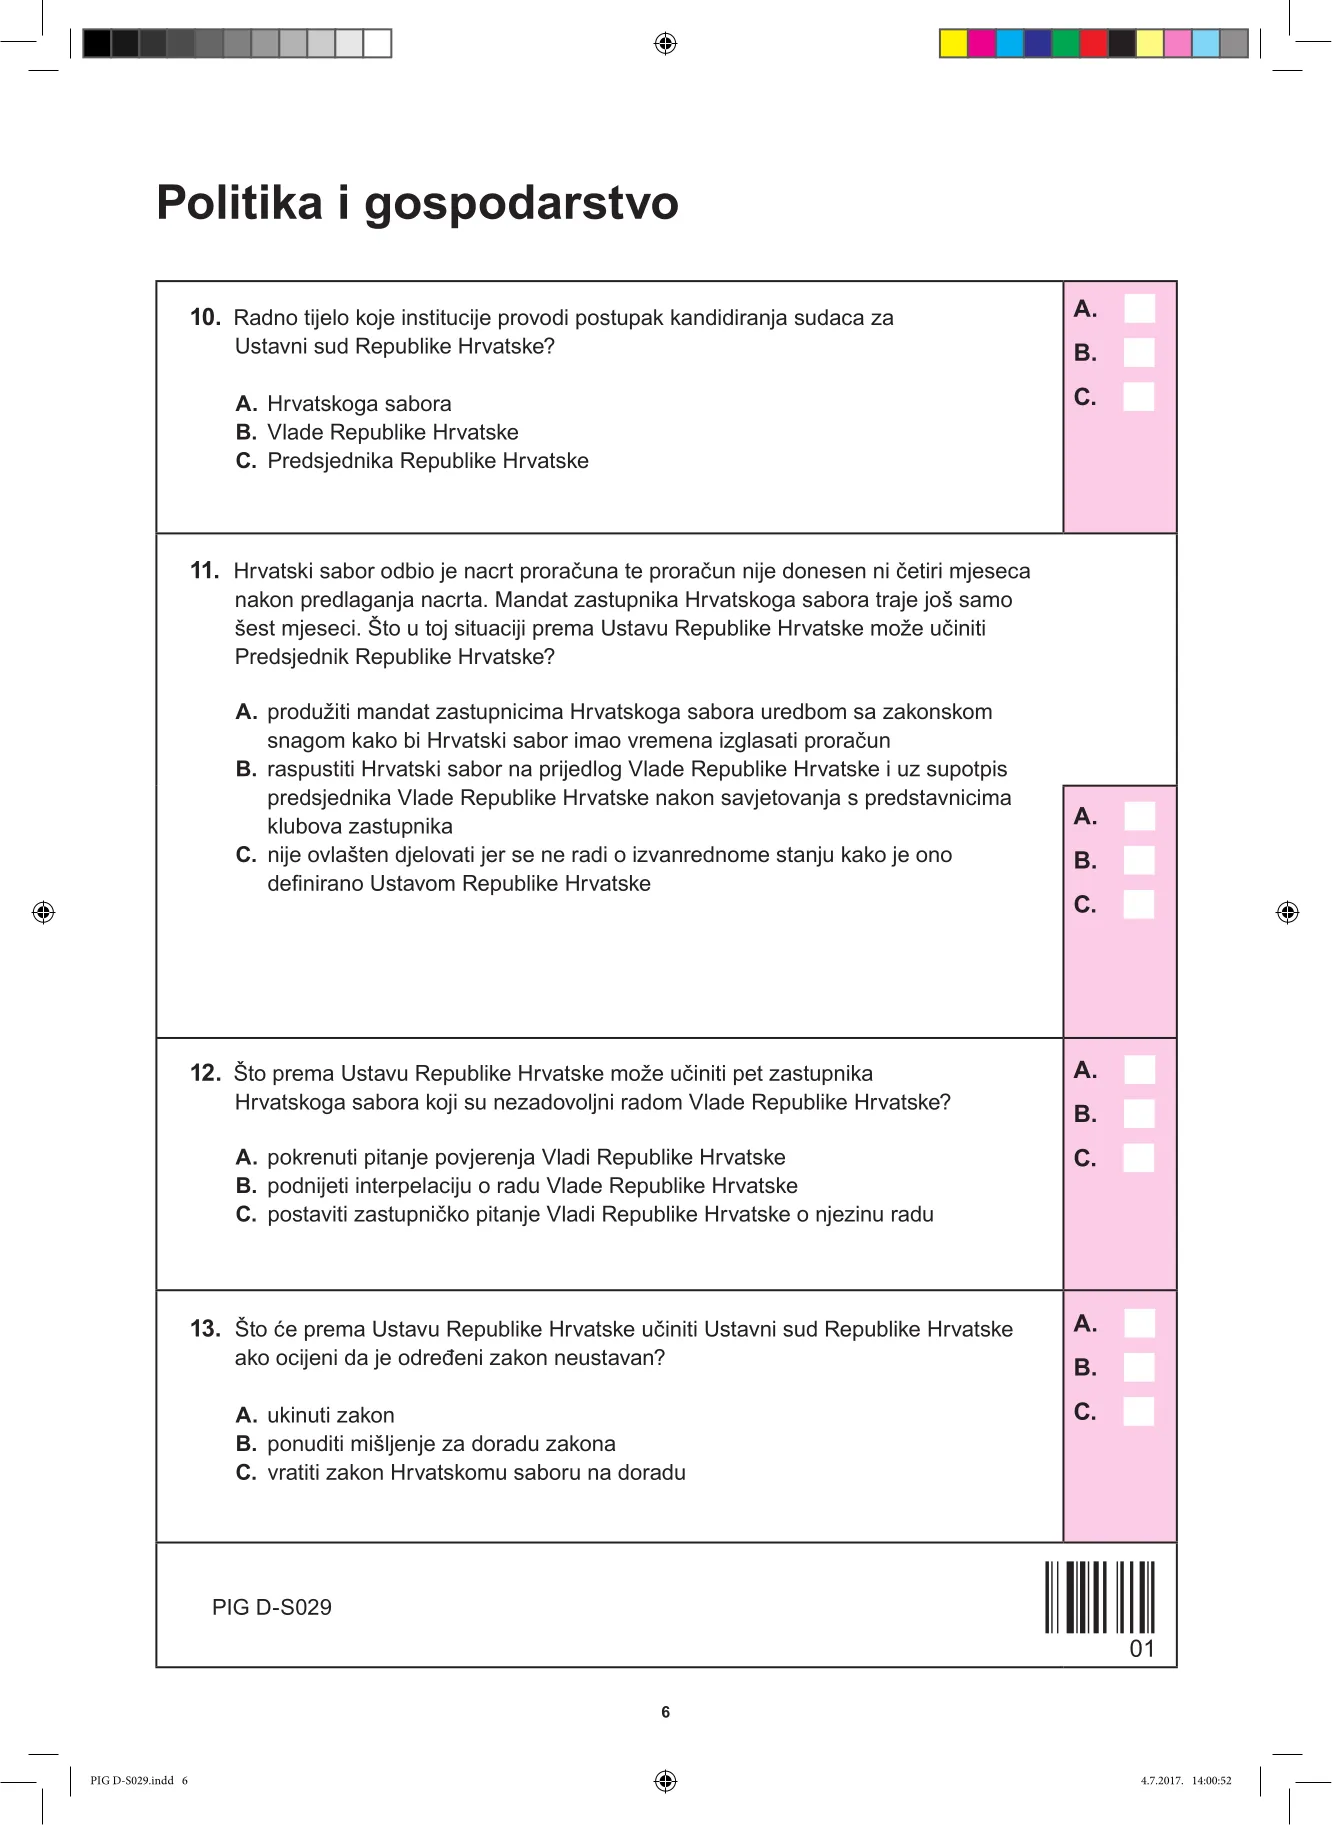 Politika i gospodarstvo
10. Radno tijelo koje institucije provodi postupak kandidiranja sudaca za
Ustavni sud Republike Hrvatske?
A. Hrvatskoga sabora
B. Vlade Republike Hrvatske
C. Predsjednika Republike Hrvatske
A.
B.
C.
11. Hrvatski sabor odbio je nacrt proračuna te proračun nije donesen ni četiri mjeseca
nakon predlaganja nacrta. Mandat zastupnika Hrvatskoga sabora traje još samo
šest mjeseci. Što u toj situaciji prema Ustavu Republike Hrvatske može učiniti
Predsjednik Republike Hrvatske?
A. produžiti mandat zastupnicima Hrvatskoga sabora uredbom sa zakonskom
snagom kako bi Hrvatski sabor imao vremena izglasati proračun
B. raspustiti Hrvatski sabor na prijedlog Vlade Republike Hrvatske i uz supotpis
predsjednika Vlade Republike Hrvatske nakon savjetovanja s predstavnicima
klubova zastupnika
C. nije ovlašten djelovati jer se ne radi o izvanrednome stanju kako je ono
definirano Ustavom Republike Hrvatske
A.
B.
C.
12. Što prema Ustavu Republike Hrvatske može učiniti pet zastupnika
Hrvatskoga sabora koji su nezadovoljni radom Vlade Republike Hrvatske?
A. pokrenuti pitanje povjerenja Vladi Republike Hrvatske
B. podnijeti interpelaciju o radu Vlade Republike Hrvatske
C. postaviti zastupničko pitanje Vladi Republike Hrvatske o njezinu radu
A.
B.
C.
13. Što će prema Ustavu Republike Hrvatske učiniti Ustavni sud Republike Hrvatske
ako ocijeni da je određeni zakon neustavan?
A. ukinuti zakon
B. ponuditi mišljenje za doradu zakona
C. vratiti zakon Hrvatskomu saboru na doradu
A.
B.
C.
PIG D-S029
01
6
PIG D-S029.indd 6
4.7.2017. 14:00:52